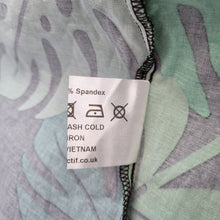 % Spandex
ASH COLD
IRON
VIETNAM
ctif.co.uk